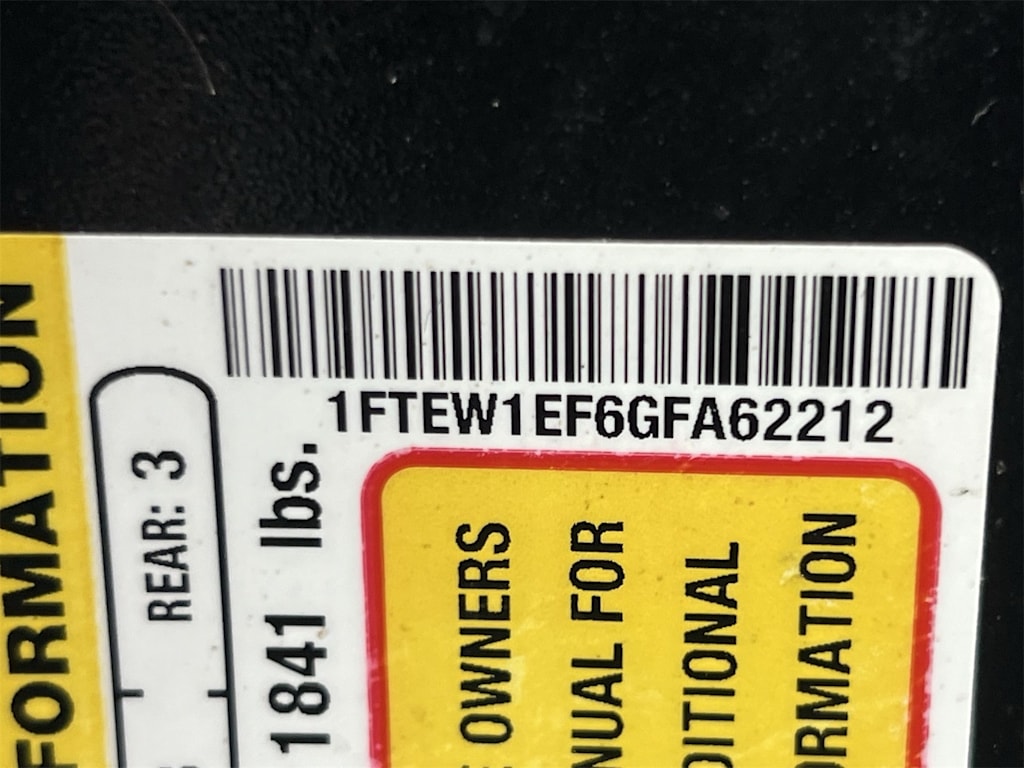 1FTEW1EF6GFA62212
FORMATION
REAR: 3
1841 lbs.
OWNERS
NUAL FOR
DITIONAL
ORMATION